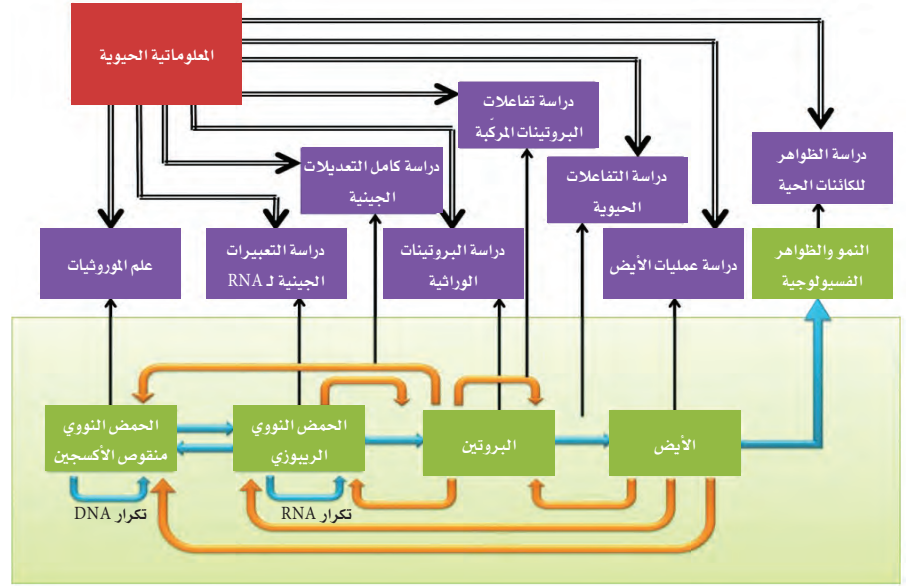 المعلوماتية الحيوية
دراسة تفاعلات
البروتينات المركّبة
دراسة الظواهر
للكائنات الحية
دراسة كامل التعديلات
الجينية
دراسة التفاعلات
الحيوية
علم الموروثيات
دراسة التعبيرات
الجينية لـ RNA
دراسة البروتينات
الوراثية
دراسة عمليات الأيض
النمو والظواهر
الفسيولوجية
الحمض النووي
منقوص الأكسجين
الحمض النووي
الريبوزي
البروتين
الأيض
تكرار DNA
تكرار RNA